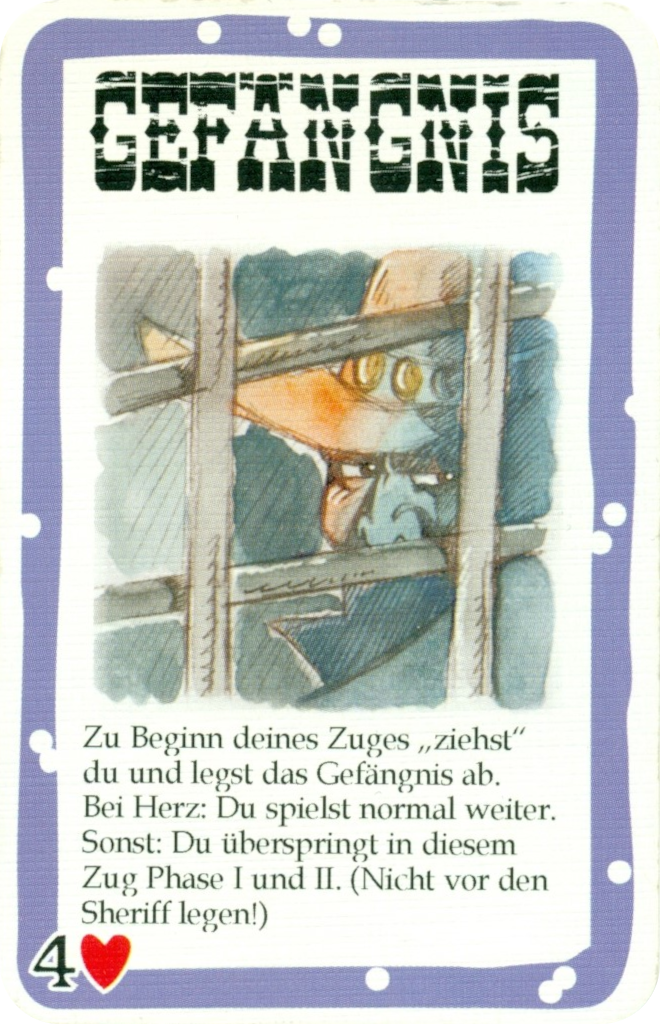 GEFÄNGNIS
Zu Beginn deines Zuges „ziehst“
du und legst das Gefängnis ab.
Bei Herz: Du spielst normal weiter.
Sonst: Du überspringt in diesem
Zug Phase I und II. (Nicht vor den
Sheriff legen!)
4